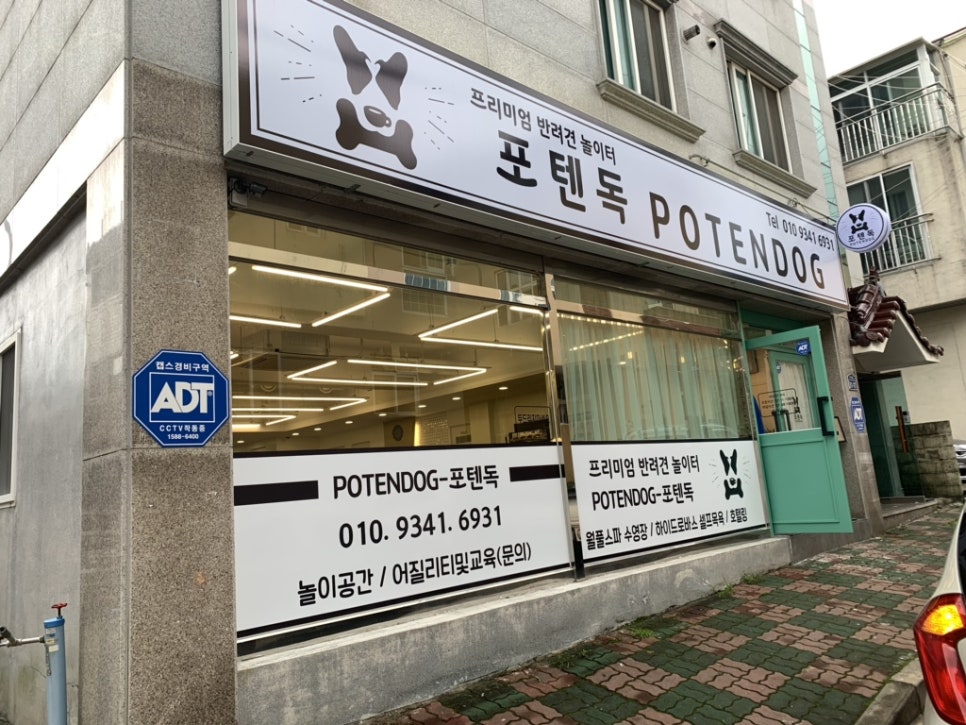 프리미엄 반려견 놀이터
포텐독 POTENDOG
Tel 010 9341 6931
포텐독
POTENDOG
캡스경비구역
ADT
CCTV작동중
1588-6400
POTENDOG-포텐독
010. 9341. 6931
놀이공간 / 어질리티및교육(문의)
프리미엄 반려견 놀이터
POTENDOG-포텐독
월풀스파 수영장 / 하이드로바스 셀프목욕 / 호텔링
ADT